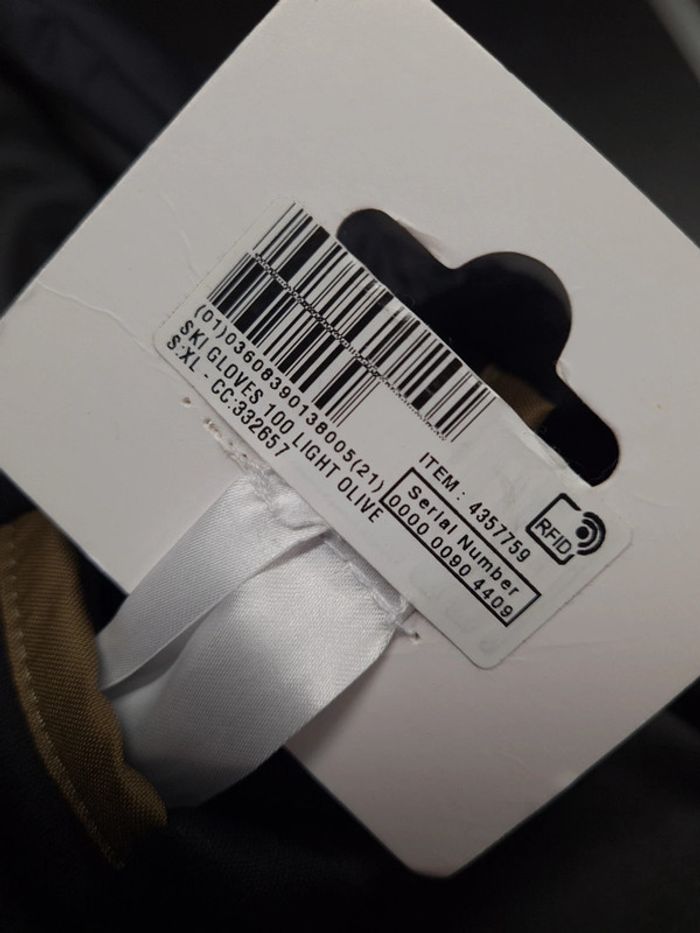 (01)03608390138005(21)
SKI GLOVES 100 LIGHT OLIVE
S:XL - CC:332657
ITEM : 4357759
Serial Number
0000 0090 4409
RFID